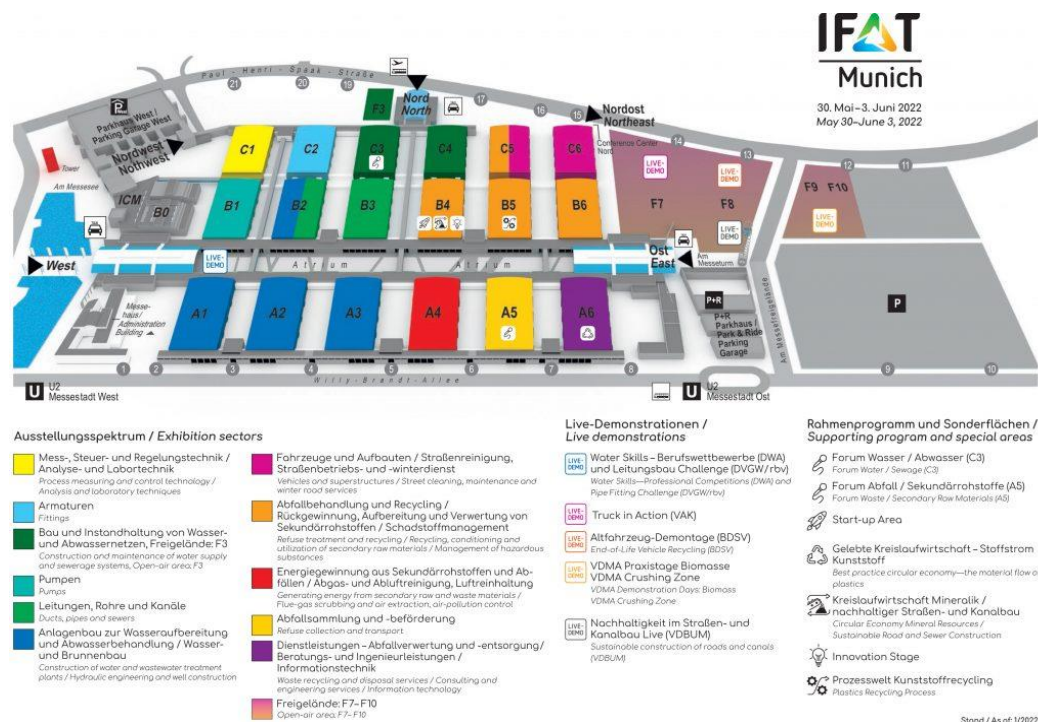 IFAT
Munich
30. Mai – 3. Juni 2022
May 30–June 3, 2022
Paul - Henri - Spaak - Straße
21
20
19
17
16
15
14
13
12
11
Parkhaus West /
Parking Garage West
Nordwest
Nothwest
Nord
North
Nordost
Northeast
Conference Center
Nord
F3
Tower
Am Messesee
ICM
B0
C1
C2
C3
C4
C5
C6
B1
B2
B3
B4
B5
B6
F7
F8
F9
F10
LIVE-
DEMO
LIVE-
DEMO
LIVE-
DEMO
LIVE-
DEMO
LIVE-
DEMO
West
Atrium
Atrium
Ost
East
Am
Messeturm
Messe-
haus /
Administration
Building
A1
A2
A3
A4
A5
A6
P+R
P+R
Parkhaus /
Park & Ride
Parking
Garage
P
Am Messefreigelände
1
2
3
4
5
6
7
8
9
10
Willy-Brandt-Allee
U
U2
Messestadt West
U
U2
Messestadt Ost
Ausstellungsspektrum / Exhibition sectors
Mess-, Steuer- und Regelungstechnik /
Analyse- und Labortechnik
Process measuring and control technology /
Analysis and laboratory techniques
Armaturen
Fittings
Bau und Instandhaltung von Wasser-
und Abwassernetzen, Freigelände: F3
Construction and maintenance of water supply
and sewerage systems, Open-air area: F3
Pumpen
Pumps
Leitungen, Rohre und Kanäle
Ducts, pipes and sewers
Anlagenbau zur Wasseraufbereitung
und Abwasserbehandlung / Wasser-
und Brunnenbau
Construction of water and wastewater treatment
plants / Hydraulic engineering and well construction
Fahrzeuge und Aufbauten / Straßenreinigung,
Straßenbetriebs- und -winterdienst
Vehicles and superstructures / Street cleaning, maintenance and
winter road services
Abfallbehandlung und Recycling /
Rückgewinnung, Aufbereitung und Verwertung von
Sekundärrohstoffen / Schadstoffmanagement
Refuse treatment and recycling / Recycling, conditioning and
utilization of secondary raw materials / Management of hazardous
substances
Energiegewinnung aus Sekundärrohstoffen und Ab-
fällen / Abgas- und Abluftreinigung, Luftreinhaltung
Generating energy from secondary raw and waste materials /
Flue-gas scrubbing and air extraction, air-pollution control
Abfallsammlung und -beförderung
Refuse collection and transport
Dienstleistungen – Abfallverwertung und -entsorgung /
Beratungs- und Ingenieurleistungen /
Informationstechnik
Waste recycling and disposal services / Consulting and
engineering services / Information technology
Freigelände: F7– F10
Open-air area: F7– F10
Live-Demonstrationen /
Live demonstrations
LIVE-
DEMO
Water Skills – Berufswettbewerbe (DWA)
und Leitungsbau Challenge (DVGW/rbv)
Water Skills—Professional Competitions (DWA) and
Pipe Fitting Challenge (DVGW/rbv)
LIVE-
DEMO
Truck in Action (VAK)
LIVE-
DEMO
Altfahrzeug-Demontage (BDSV)
End-of-Life Vehicle Recycling (BDSV)
LIVE-
DEMO
VDMA Praxistage Biomasse
VDMA Crushing Zone
VDMA Demonstration Days: Biomass
VDMA Crushing Zone
LIVE-
DEMO
Nachhaltigkeit im Straßen- und
Kanalbau Live (VDBUM)
Sustainable construction of roads and canals
(VDBUM)
Rahmenprogramm und Sonderflächen /
Supporting program and special areas
Forum Wasser / Abwasser (C3)
Forum Water / Sewage (C3)
Forum Abfall / Sekundärrohstoffe (A5)
Forum Waste / Secondary Raw Materials (A5)
Start-up Area
Gelebte Kreislaufwirtschaft – Stoffstrom
Kunststoff
Best practice circular economy—the material flow o
plastics
Kreislaufwirtschaft Mineralik /
nachhaltiger Straßen- und Kanalbau
Circular Economy Mineral Resources /
Sustainable Road and Sewer Construction
Innovation Stage
Prozesswelt Kunststoffrecycling
Plastics Recycling Process
Stand / As of: 1/2022